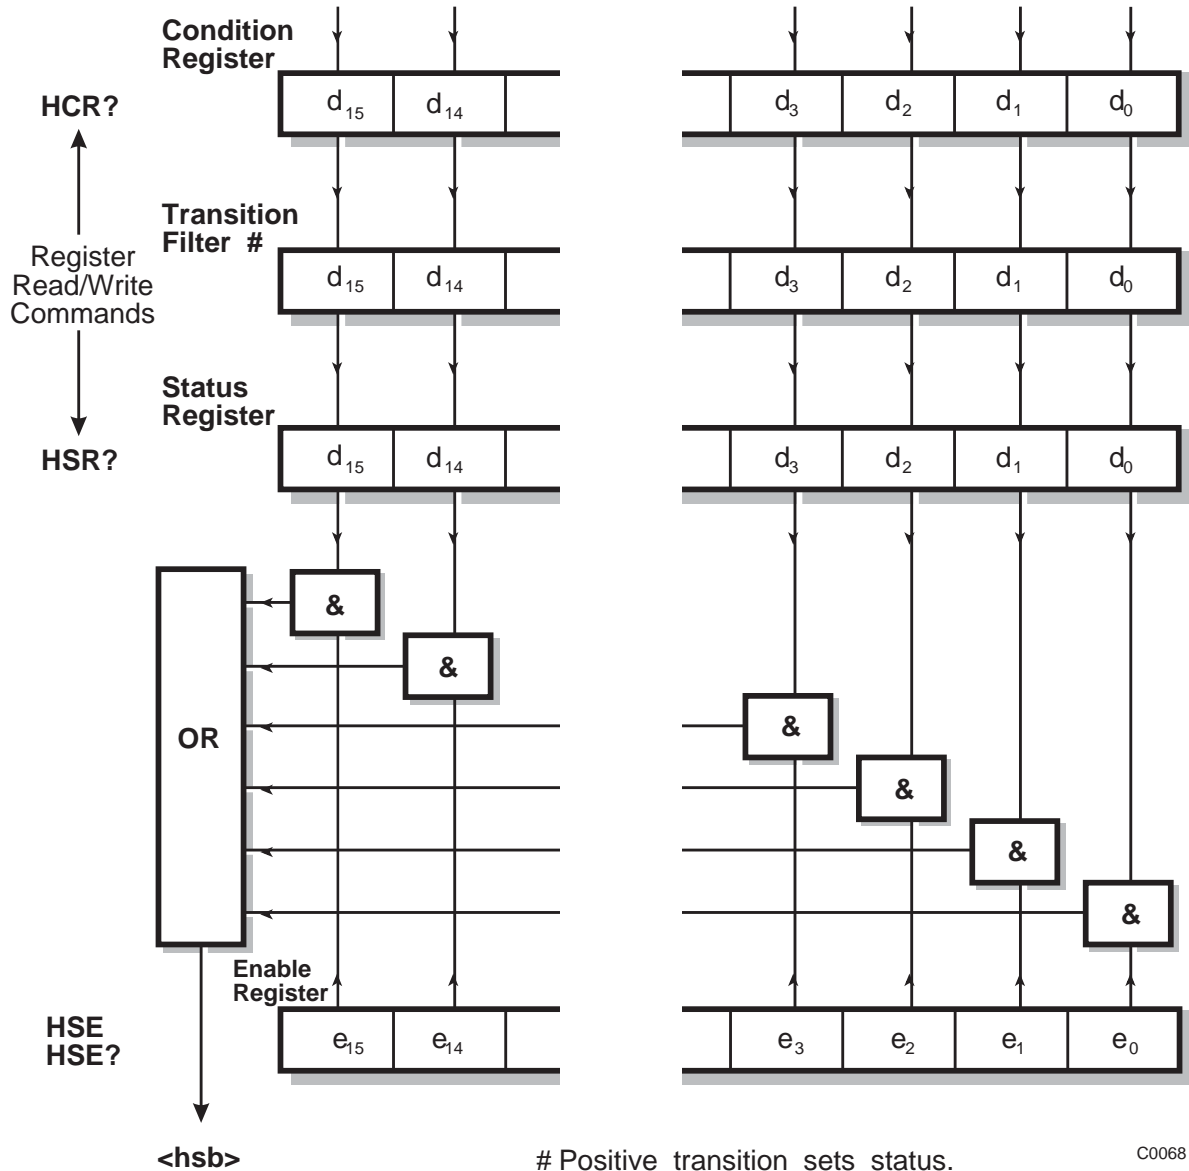 Condition
Register
HCR?
d15 d14 d3 d2 d1 d0
Transition
Filter #
Register
Read/Write
Commands
d15 d14 d3 d2 d1 d0
Status
Register
HSR?
d15 d14 d3 d2 d1 d0
&
&
OR
&
&
&
&
Enable
Register
HSE
HSE?
e15 e14 e3 e2 e1 e0
<hsb>
# Positive transition sets status.
C0068